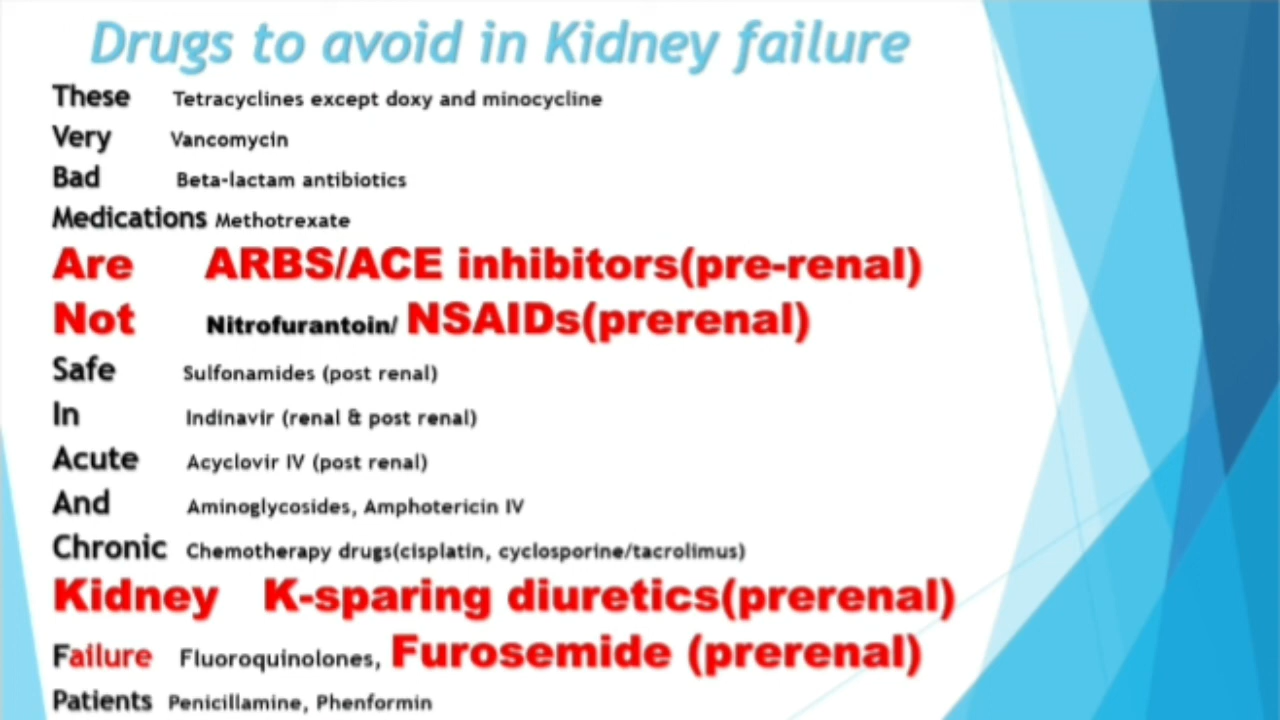 Drugs to avoid in Kidney failure
These Tetracyclines except doxy and minocycline
Very Vancomycin
Bad Beta-lactam antibiotics
Medications Methotrexate
Are ARBS/ACE inhibitors(pre-renal)
Not Nitrofurantoin/ NSAIDs(prerenal)
Safe Sulfonamides (post renal)
In Indinavir (renal & post renal)
Acute Acyclovir IV (post renal)
And Aminoglycosides, Amphotericin IV
Chronic Chemotherapy drugs(cisplatin, cyclosporine/tacrolimus)
Kidney K-sparing diuretics(prerenal)
Failure Fluoroquinolones, Furosemide (prerenal)
Patients Penicillamine, Phenformin